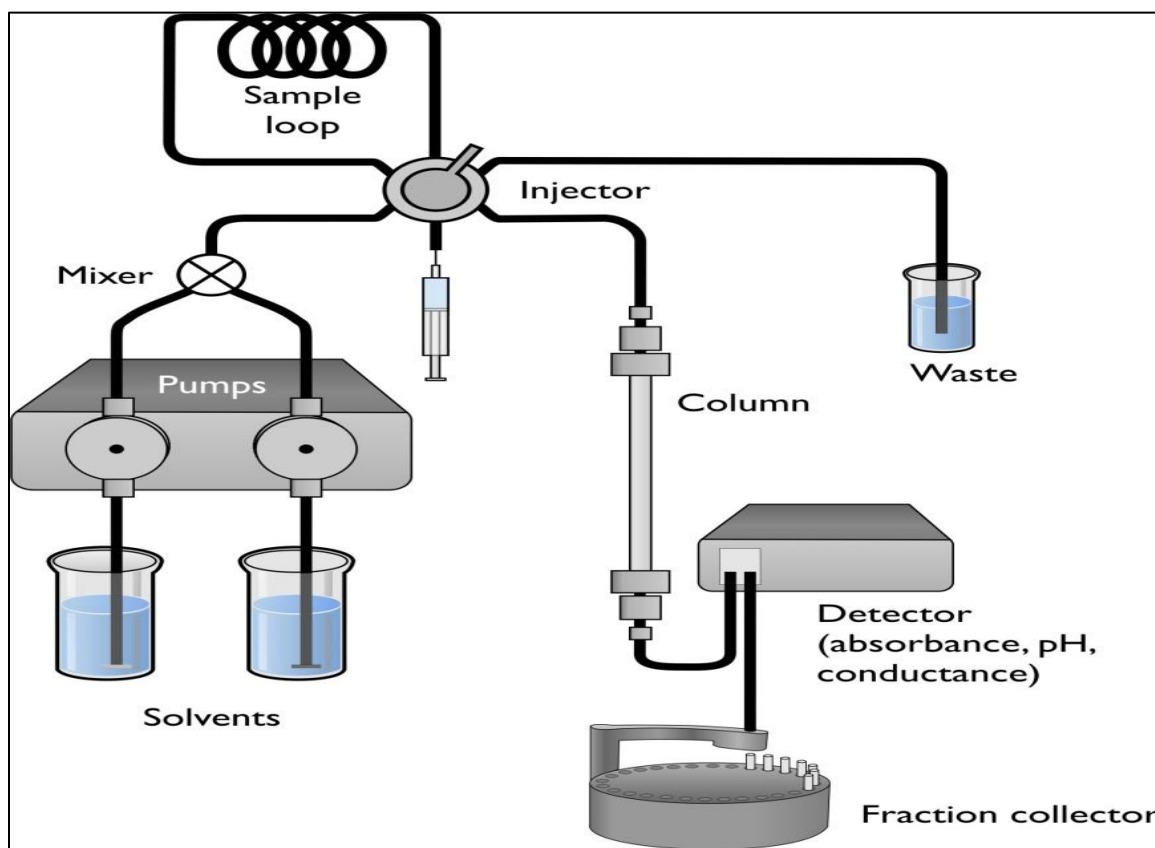 Sample
loop
Injector
Mixer
Pumps
Waste
Column
Detector
(absorbance, pH,
conductance)
Solvents
Fraction collector